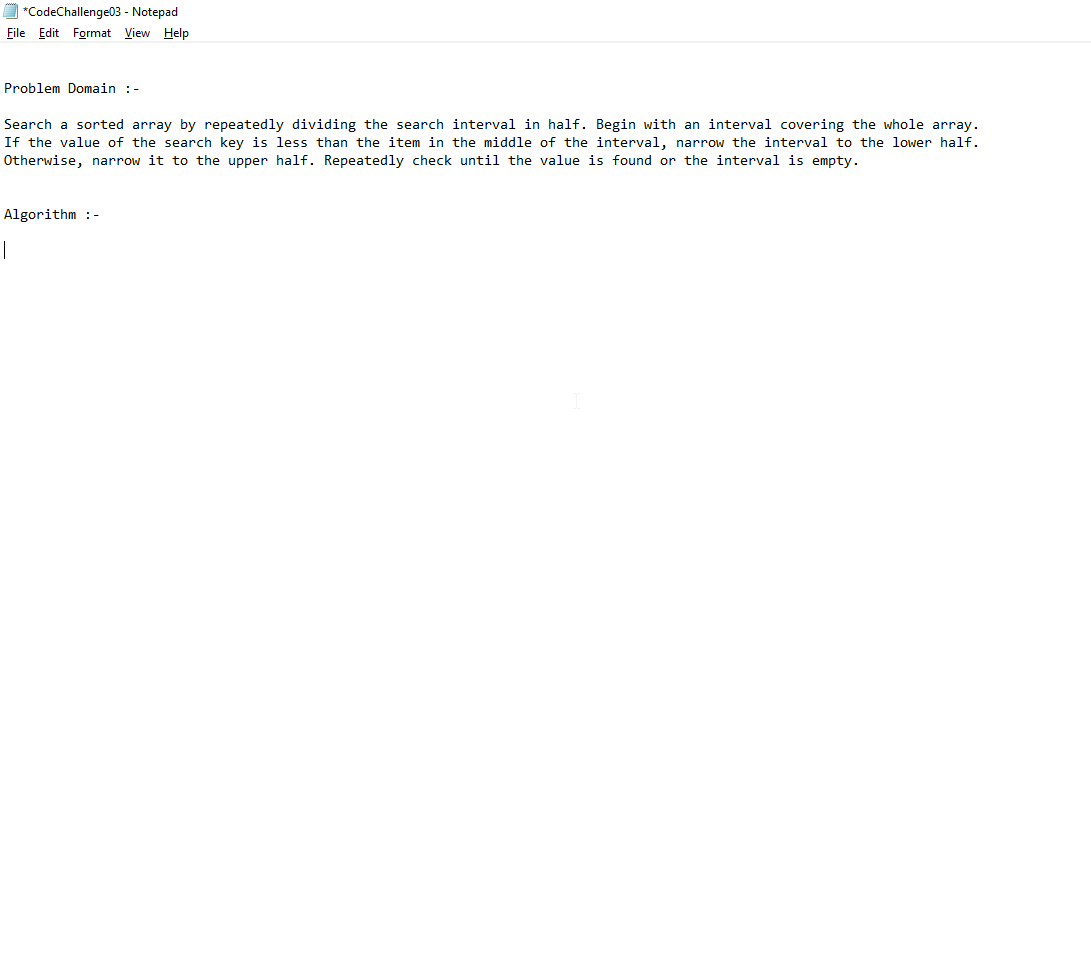 *CodeChallenge03 - Notepad
File Edit Format View Help
Problem Domain :-
Search a sorted array by repeatedly dividing the search interval in half. Begin with an interval covering the whole array.
If the value of the search key is less than the item in the middle of the interval, narrow the interval to the lower half.
Otherwise, narrow it to the upper half. Repeatedly check until the value is found or the interval is empty.
Algorithm :-